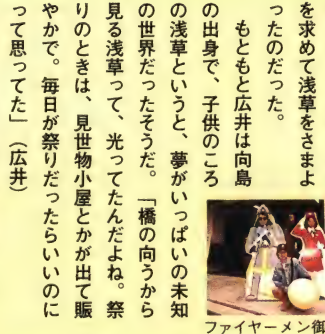 を求めて浅草をさまよ
ったのだった。
もともと広井は向島
の出身で、子供のころ
の浅草というと、夢がいっぱいの未知
の世界だったそうだ。「橋の向うから
見る浅草って、光ってたんだよね。祭
りのときは、見世物小屋とかが出て賑
やかで。毎日が祭りだったらいいのに
って思ってた」（広井）
ファイヤーメン御